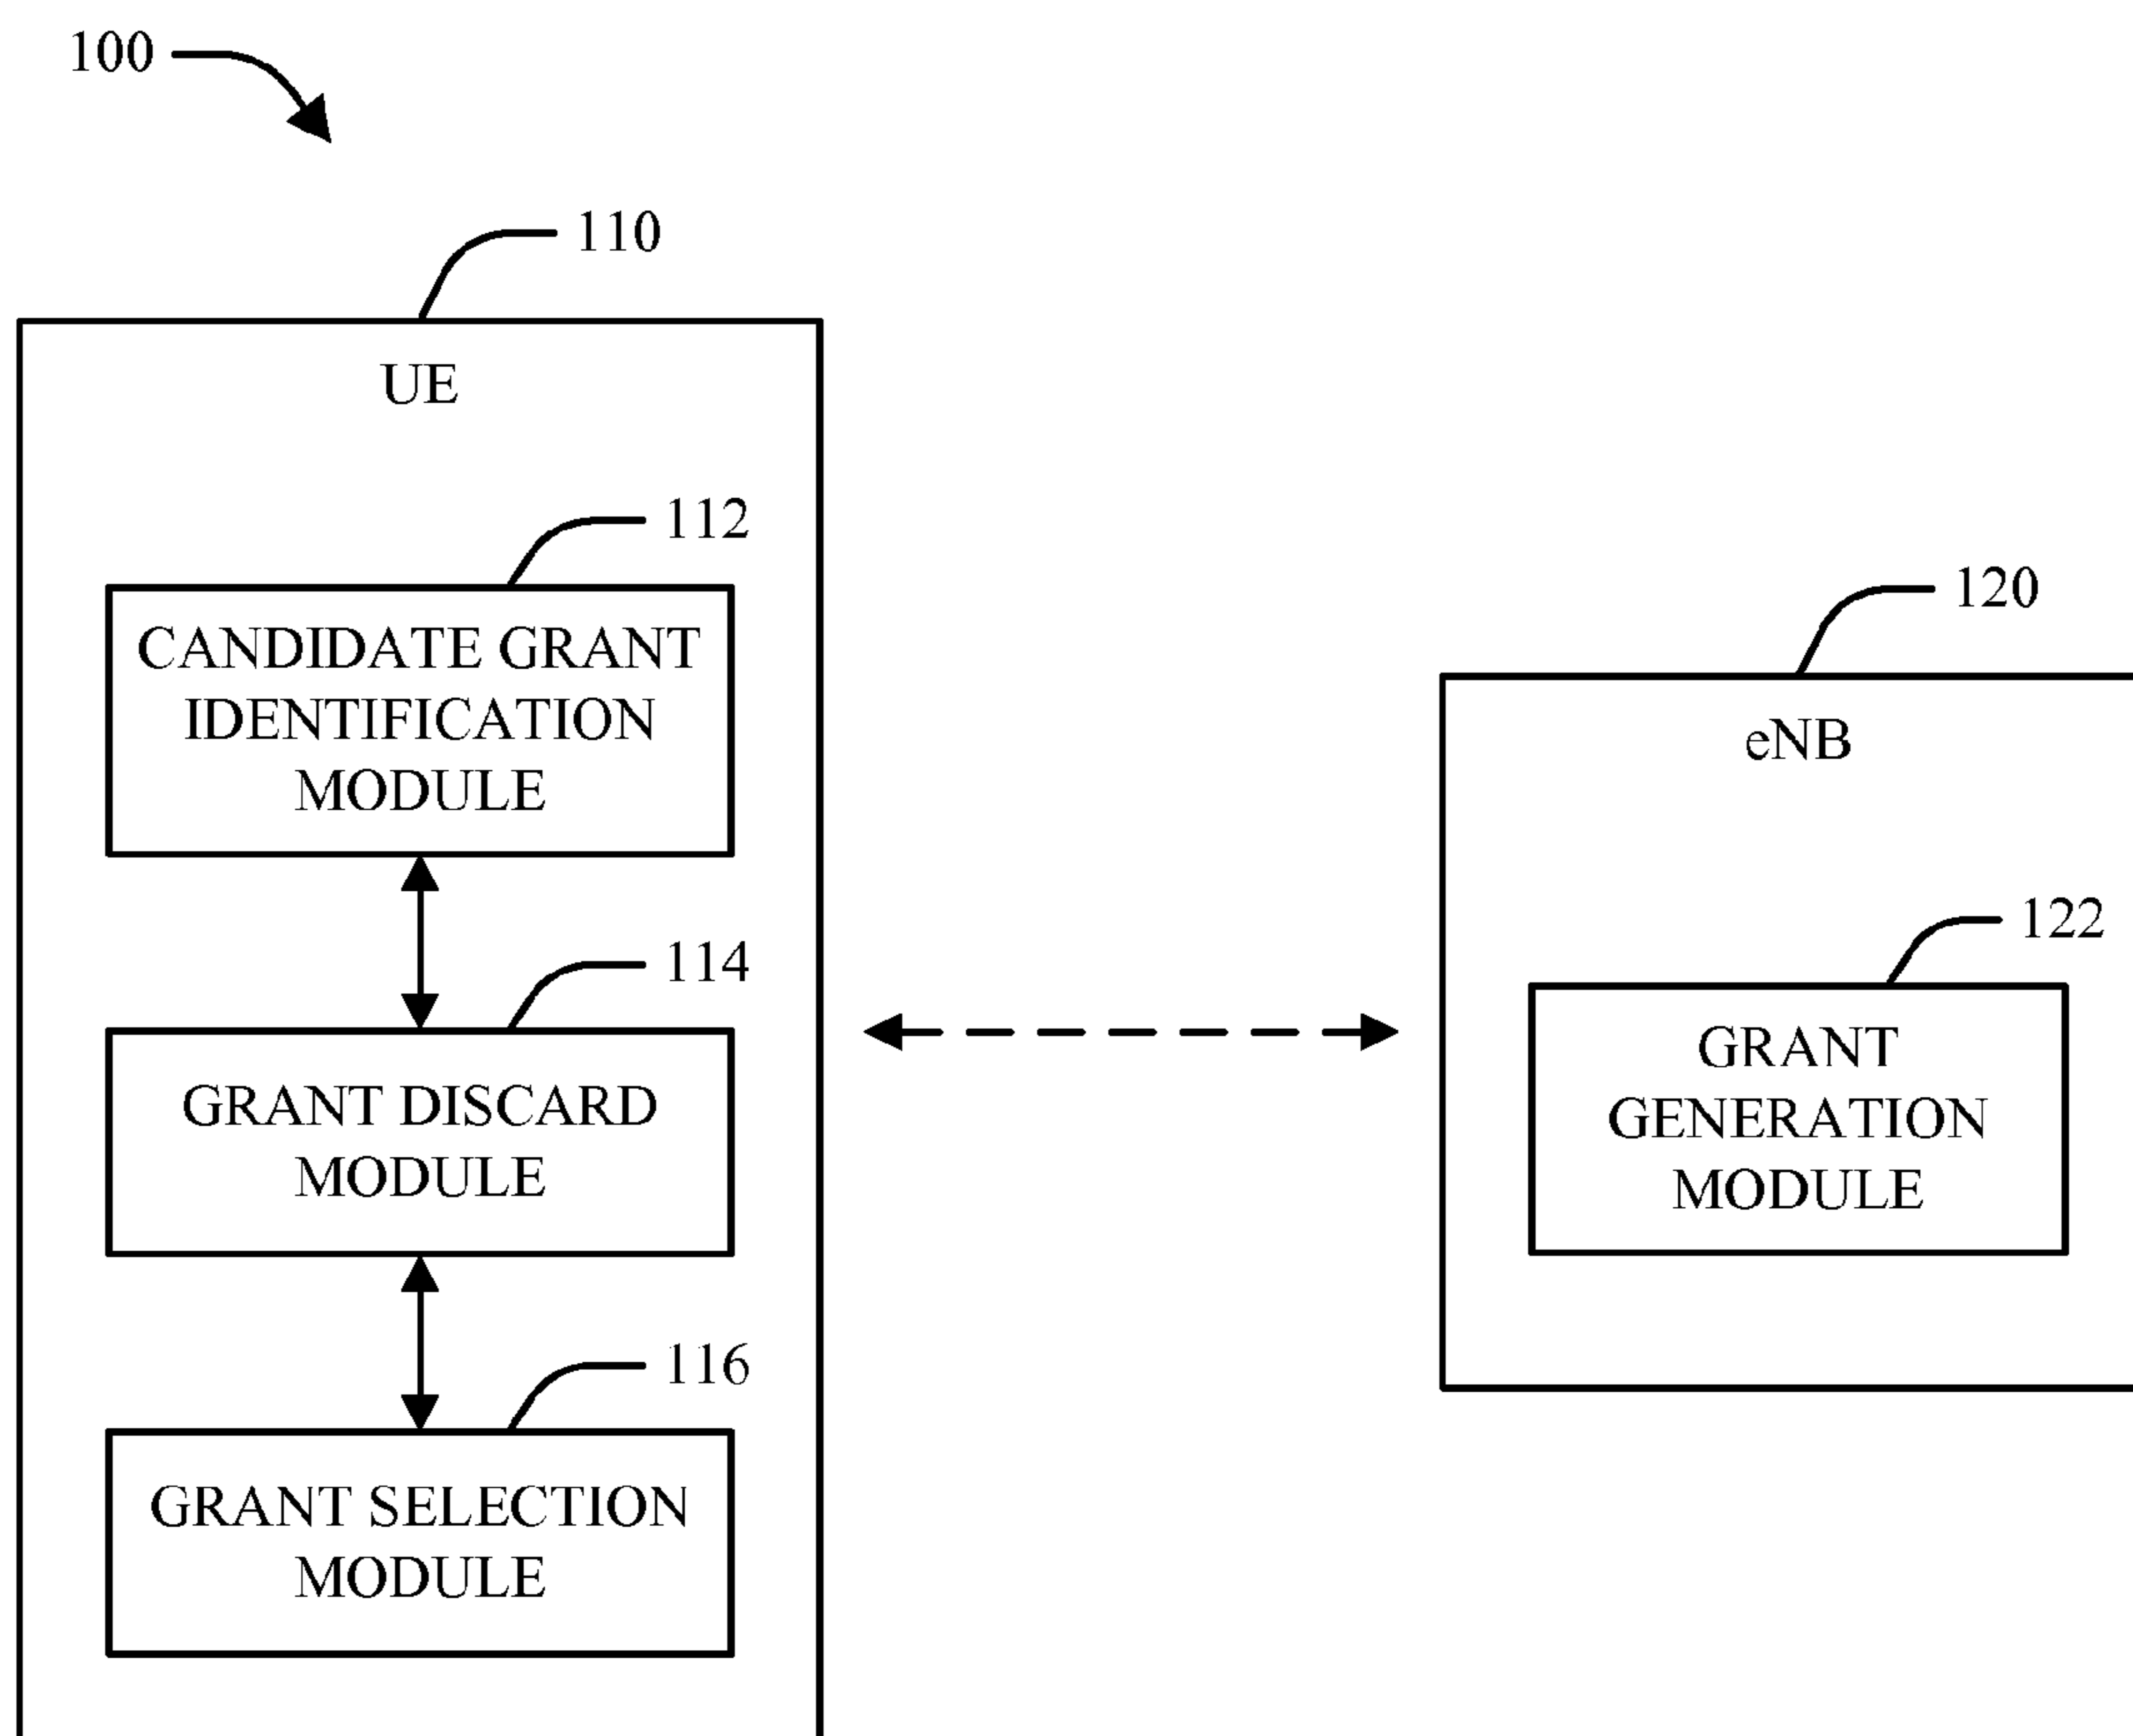 100
110
UE
112
CANDIDATE GRANT
IDENTIFICATION
MODULE
114
GRANT DISCARD
MODULE
116
GRANT SELECTION
MODULE
120
eNB
122
GRANT
GENERATION
MODULE